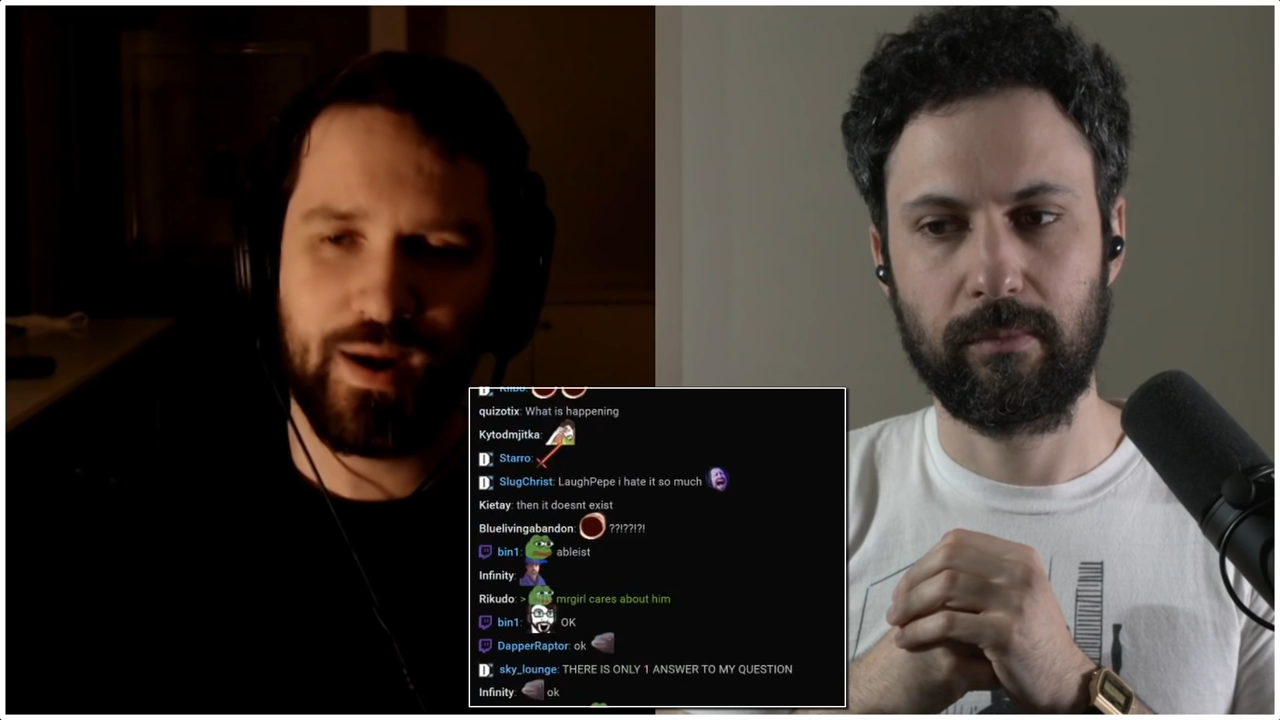 quizotix: What is happening
Kytodmjitka:
Starro:
SlugChrist: LaughPepe i hate it so much
Kietay: then it doesnt exist
Bluelivingabandon: ??!??!?!
bin1: ableist
Infinity:
Rikudo: > mrgirl cares about him
bin1: OK
DapperRaptor: ok
sky_lounge: THERE IS ONLY 1 ANSWER TO MY QUESTION
Infinity: ok